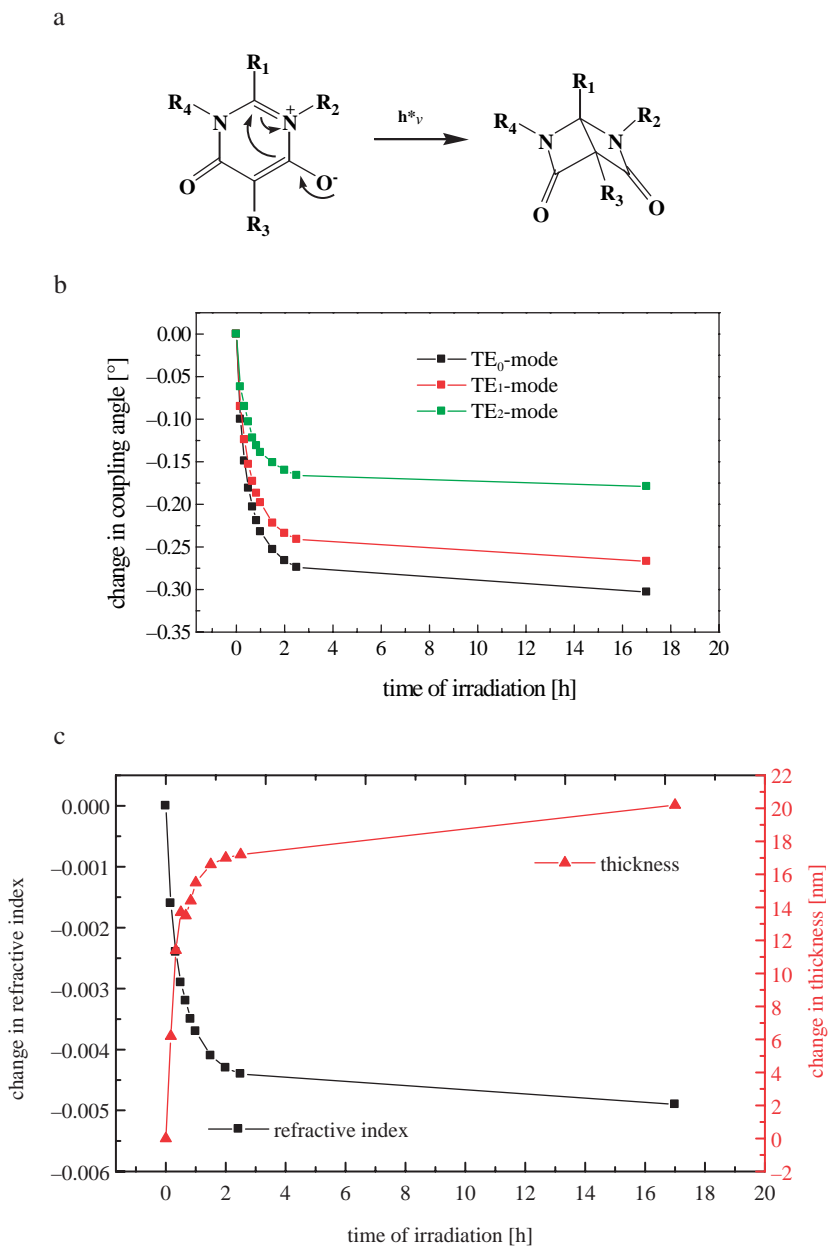 a
R1
R4 N N+ R2
h*ν
O O-
R3
R1
R4 N N R2
R3
O O
b
0.00
–0.05
–0.10
–0.15
–0.20
–0.25
–0.30
–0.35
change in coupling angle [°]
TE0-mode
TE1-mode
TE2-mode
0 2 4 6 8 10 12 14 16 18 20
time of irradiation [h]
c
0.000
–0.001
–0.002
–0.003
–0.004
–0.005
–0.006
change in refractive index
thickness
refractive index
22
20
18
16
14
12
10
8
6
4
2
0
–2
change in thickness [nm]
0 2 4 6 8 10 12 14 16 18 20
time of irradiation [h]